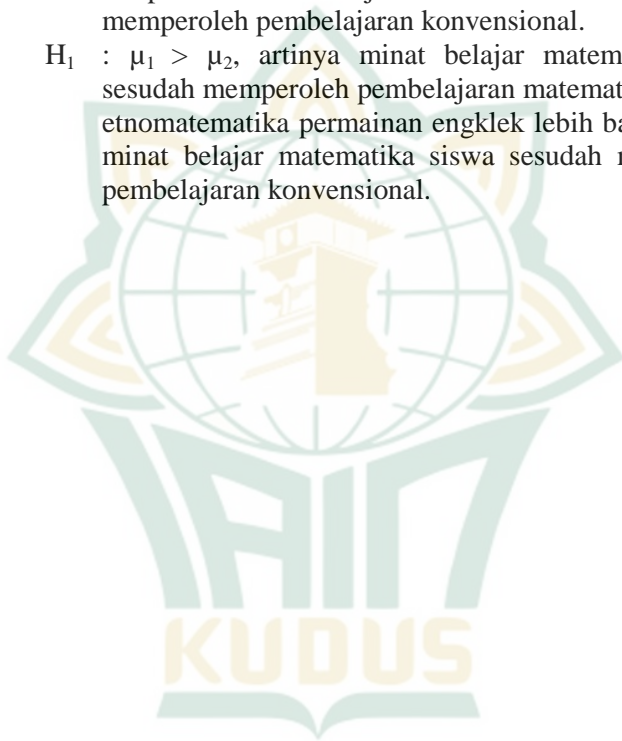 memperoleh pembelajaran konvensional.
H₁ : μ₁ > μ₂, artinya minat belajar matem
sesudah memperoleh pembelajaran matemat
etnomatematika permainan engklek lebih ba
minat belajar matematika siswa sesudah
pembelajaran konvensional.
IAIN
KUDUS